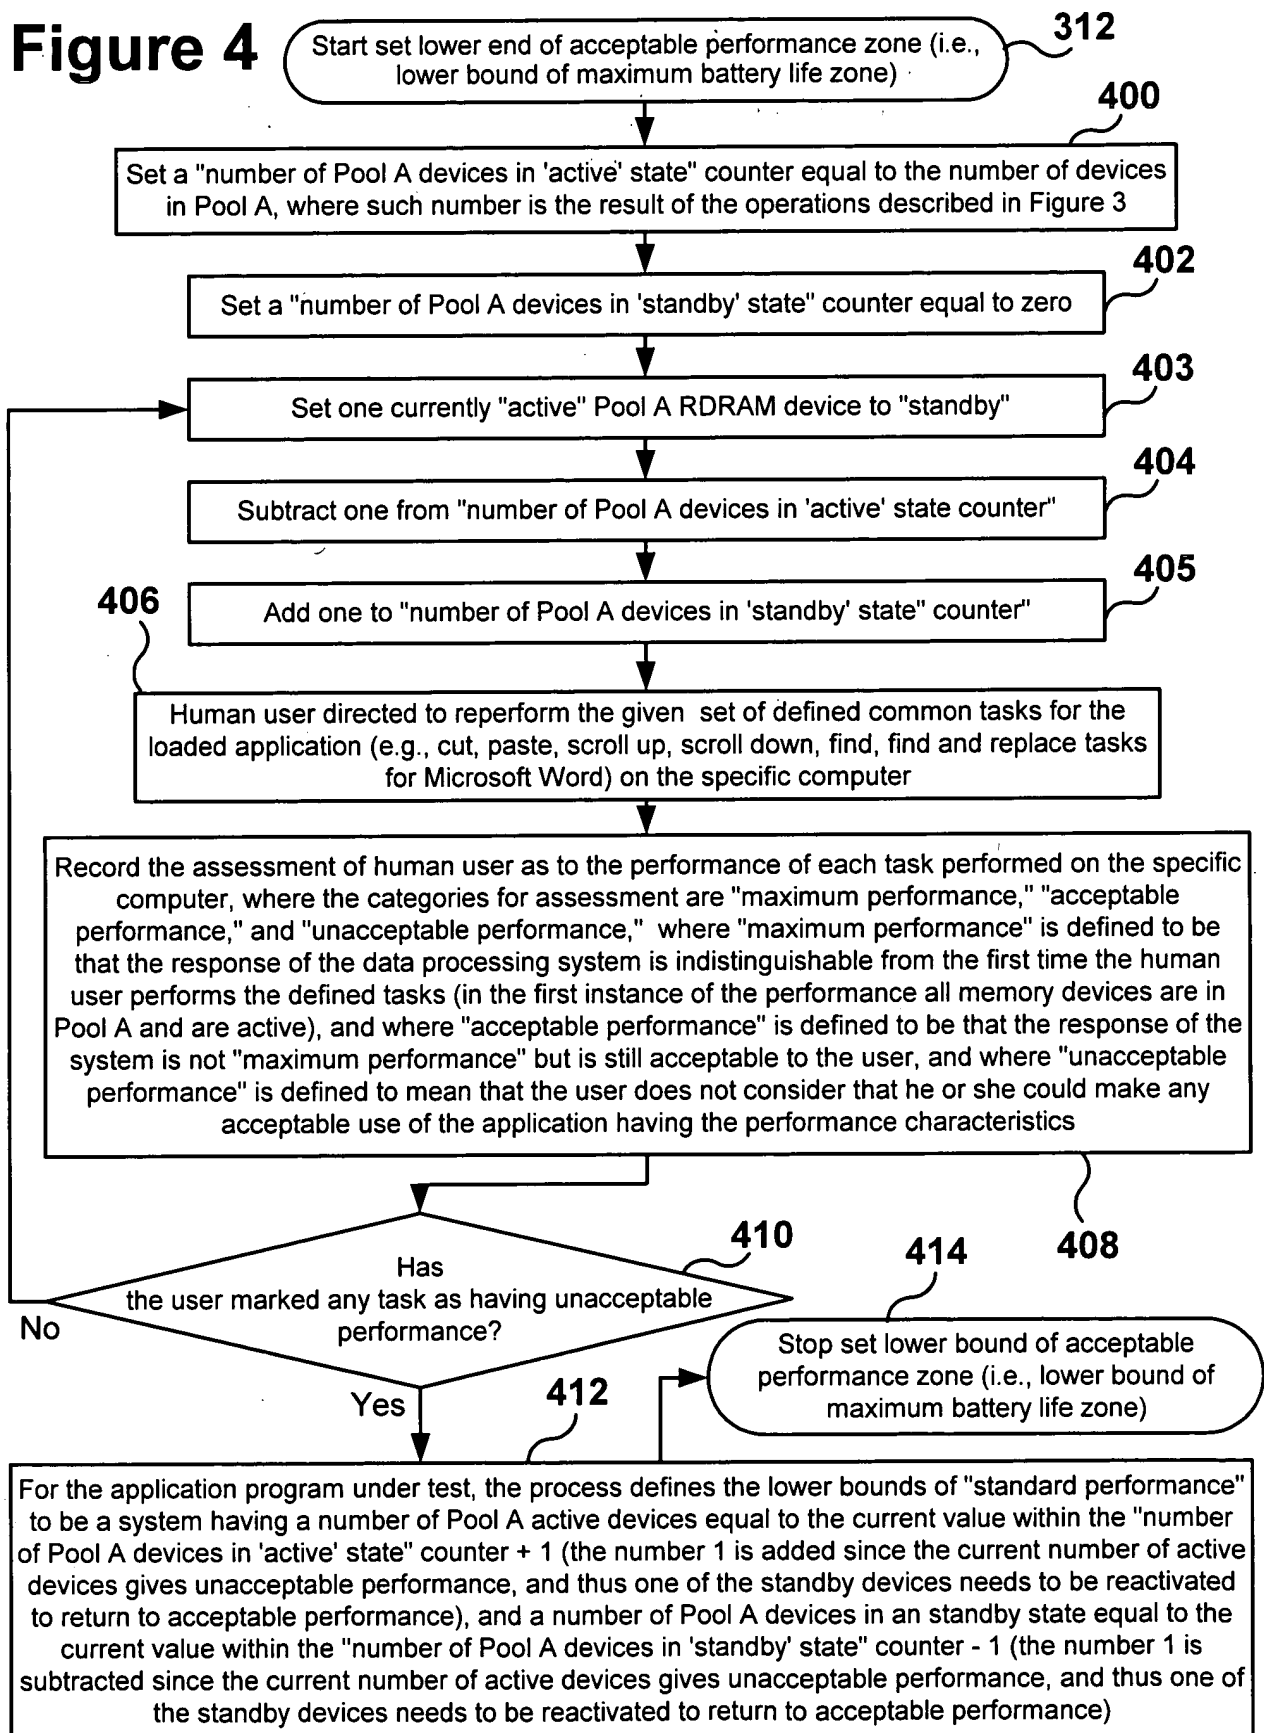 Figure 4
Start set lower end of acceptable performance zone (i.e.,
lower bound of maximum battery life zone)
312
400
Set a "number of Pool A devices in 'active' state" counter equal to the number of devices
in Pool A, where such number is the result of the operations described in Figure 3
402
Set a "number of Pool A devices in 'standby' state" counter equal to zero
403
Set one currently "active" Pool A RDRAM device to "standby"
404
Subtract one from "number of Pool A devices in 'active' state counter"
405
Add one to "number of Pool A devices in 'standby' state" counter"
406
Human user directed to reperform the given set of defined common tasks for the
loaded application (e.g., cut, paste, scroll up, scroll down, find, find and replace tasks
for Microsoft Word) on the specific computer
Record the assessment of human user as to the performance of each task performed on the specific
computer, where the categories for assessment are "maximum performance," "acceptable
performance," and "unacceptable performance," where "maximum performance" is defined to be
that the response of the data processing system is indistinguishable from the first time the human
user performs the defined tasks (in the first instance of the performance all memory devices are in
Pool A and are active), and where "acceptable performance" is defined to be that the response of the
system is not "maximum performance" but is still acceptable to the user, and where "unacceptable
performance" is defined to mean that the user does not consider that he or she could make any
acceptable use of the application having the performance characteristics
408
410
Has
the user marked any task as having unacceptable
performance?
No
Yes
414
Stop set lower bound of acceptable
performance zone (i.e., lower bound of
maximum battery life zone)
412
For the application program under test, the process defines the lower bounds of "standard performance"
to be a system having a number of Pool A active devices equal to the current value within the "number
of Pool A devices in 'active' state" counter + 1 (the number 1 is added since the current number of active
devices gives unacceptable performance, and thus one of the standby devices needs to be reactivated
to return to acceptable performance), and a number of Pool A devices in an standby state equal to the
current value within the "number of Pool A devices in 'standby' state" counter - 1 (the number 1 is
subtracted since the current number of active devices gives unacceptable performance, and thus one of
the standby devices needs to be reactivated to return to acceptable performance)